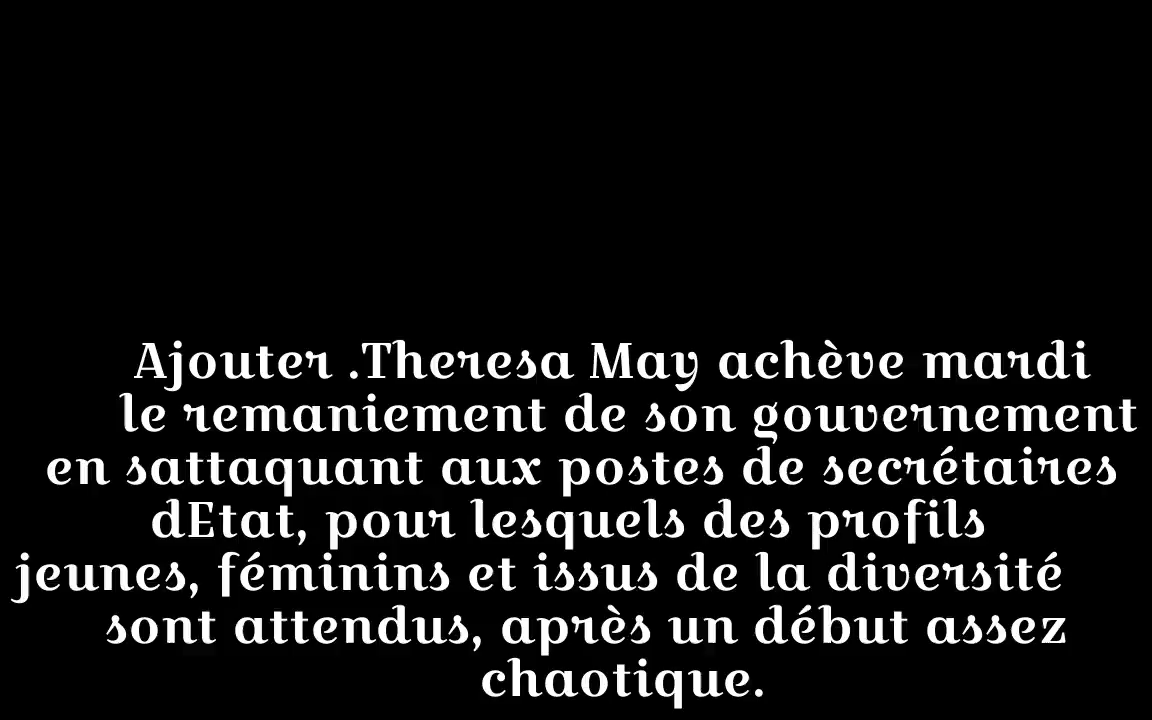 Ajouter .Theresa May achève mardi
le remaniement de son gouvernement
en sattaquant aux postes de secrétaires
dEtat, pour lesquels des profils
jeunes, féminins et issus de la diversité
sont attendus, après un début assez
chaotique.